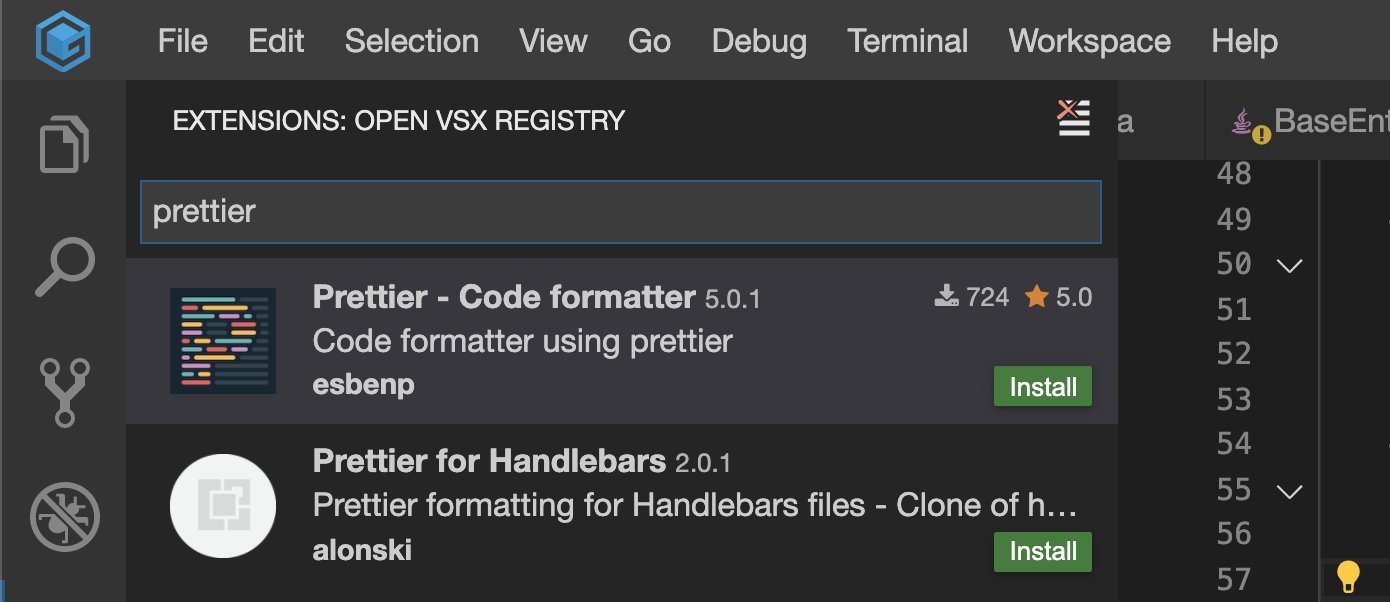 File Edit Selection View Go Debug Terminal Workspace Help
EXTENSIONS: OPEN VSX REGISTRY
a
BaseEnt
prettier
Prettier - Code formatter 5.0.1 724 5.0
Code formatter using prettier
esbenp
Install
Prettier for Handlebars 2.0.1
Prettier formatting for Handlebars files - Clone of h...
alonski
Install
48
49
50
51
52
53
54
55
56
57